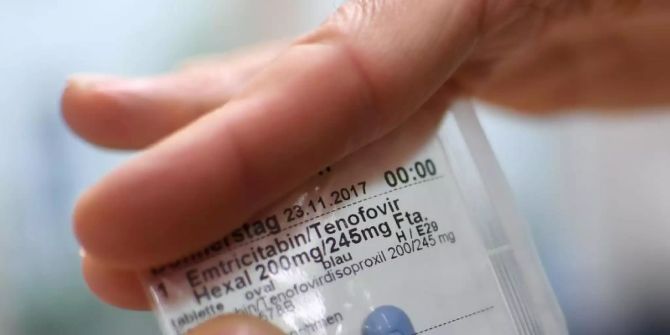 Donnerstag 23.11.2017 00:00
1 Emtricitabin/Tenofovir
Hexal 200mg/245mg Fta.
tablette oval blau H / E29
bin/Tenofovirdisoproxil 200/245 mg